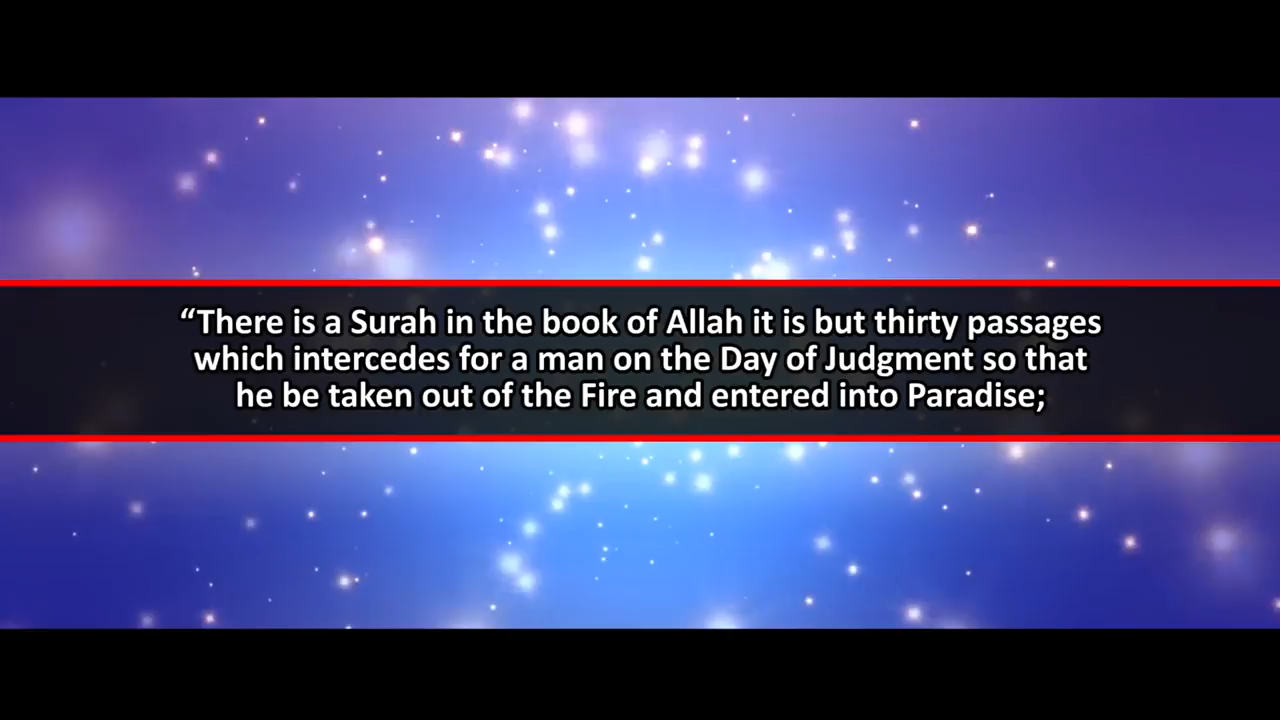 “There is a Surah in the book of Allah it is but thirty passages
which intercedes for a man on the Day of Judgment so that
he be taken out of the Fire and entered into Paradise;